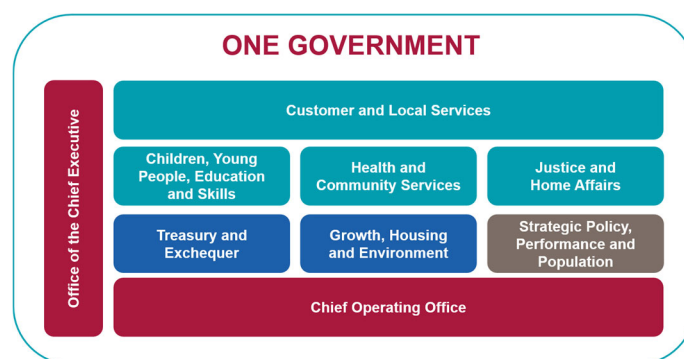 ONE GOVERNMENT
Office of the Chief Executive
Customer and Local Services
Children, Young
People, Education
and Skills
Health and
Community Services
Justice and
Home Affairs
Treasury and
Exchequer
Growth, Housing
and Environment
Strategic Policy,
Performance and
Population
Chief Operating Office